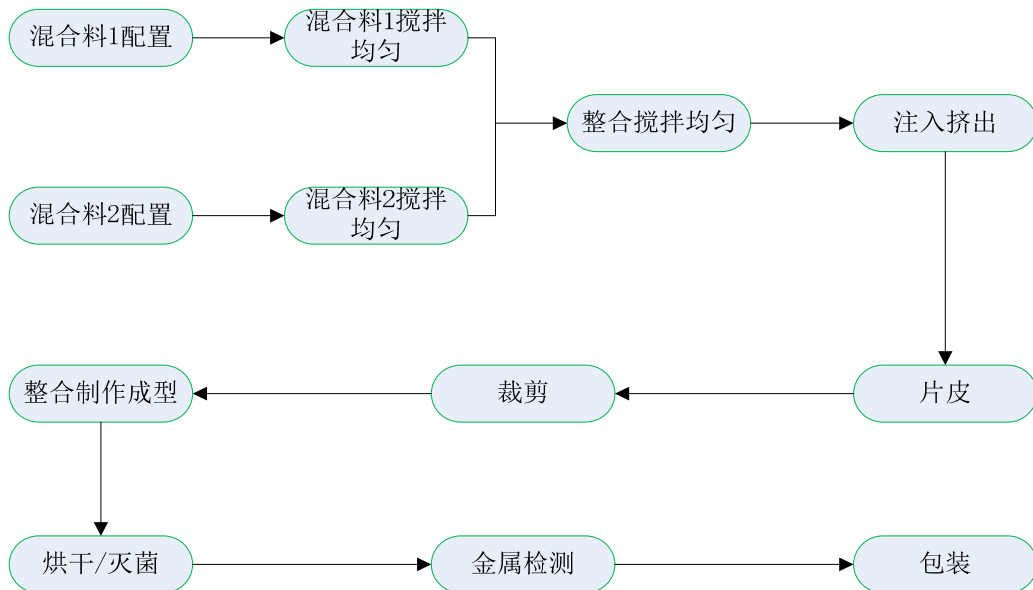 混合料1配置
混合料1搅拌
均匀
整合搅拌均匀
注入挤出
混合料2配置
混合料2搅拌
均匀
整合制作成型
裁剪
片皮
烘干/灭菌
金属检测
包装